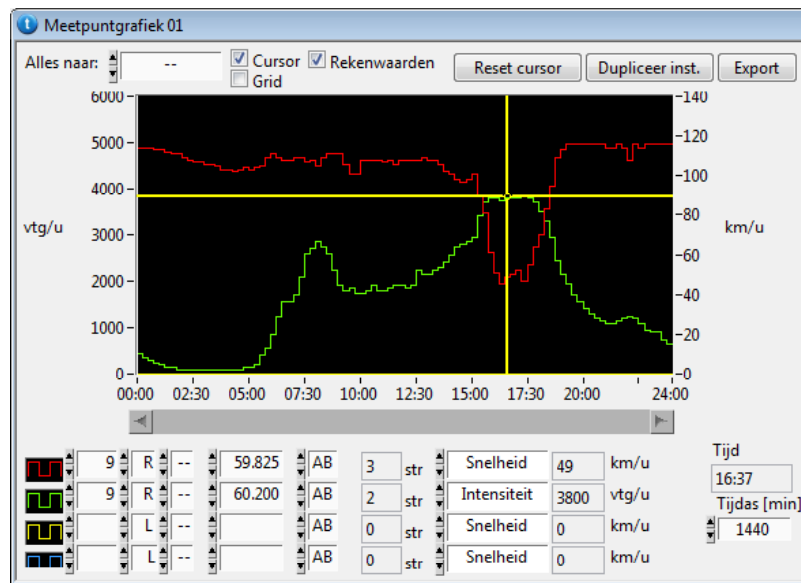 Meetpuntgrafiek 01
Alles naar: -- Cursor Rekenwaarden Reset cursor Dupliceer inst. Export
Grid
6000 140
5000 120
100
4000
80
vtg/u 3000 km/u
60
2000
40
1000
20
0 0
00:00 02:30 05:00 07:30 10:00 12:30 15:00 17:30 20:00 24:00
Tijd
9 R -- 59.825 AB 3 str Snelheid 49 km/u
16:37
9 R -- 60.200 AB 2 str Intensiteit 3800 vtg/u
Tijdas [min]
L -- AB 0 str Snelheid 0 km/u
1440
L -- AB 0 str Snelheid 0 km/u